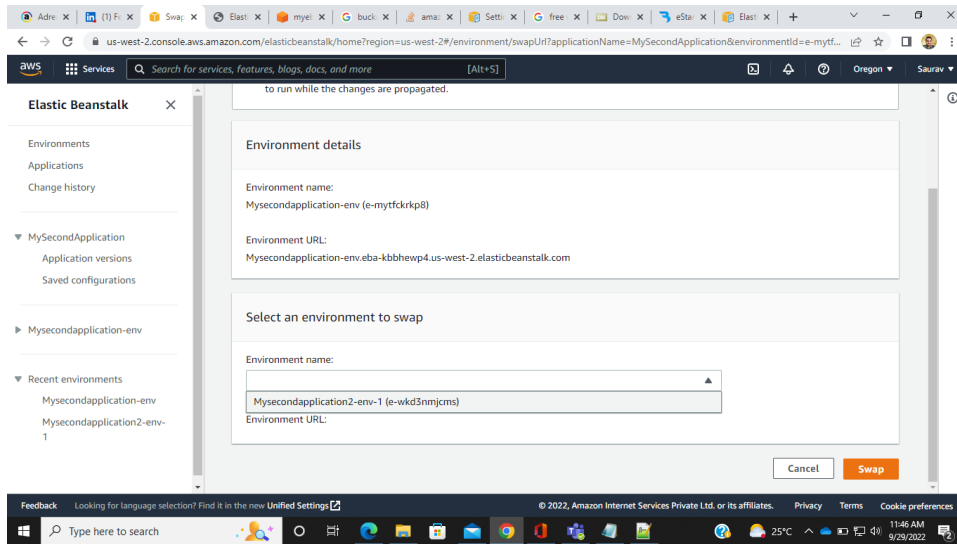 Adre
(1) Fe
Swap
Elasti
myel
buck
ama
Setti
free
Dow
eStar
Elast
us-west-2.console.aws.amazon.com/elasticbeanstalk/home?region=us-west-2#/environment/swapUrl?applicationName=MySecondApplication&environmentId=e-mytf...
aws
Services
Search for services, features, blogs, docs, and more
[Alt+S]
Oregon
Saurav
Elastic Beanstalk
Environments
Applications
Change history
MySecondApplication
Application versions
Saved configurations
Mysecondapplication-env
Recent environments
Mysecondapplication-env
Mysecondapplication2-env-
1
to run while the changes are propagated.
Environment details
Environment name:
Mysecondapplication-env (e-mytfckrkp8)
Environment URL:
Mysecondapplication-env.eba-kbbhewp4.us-west-2.elasticbeanstalk.com
Select an environment to swap
Environment name:
Mysecondapplication2-env-1 (e-wkd3nmjcms)
Environment URL:
Cancel
Swap
Feedback
Looking for language selection? Find it in the new Unified Settings
© 2022, Amazon Internet Services Private Ltd. or its affiliates.
Privacy
Terms
Cookie preferences
Type here to search
25°C
11:46 AM
9/29/2022
2